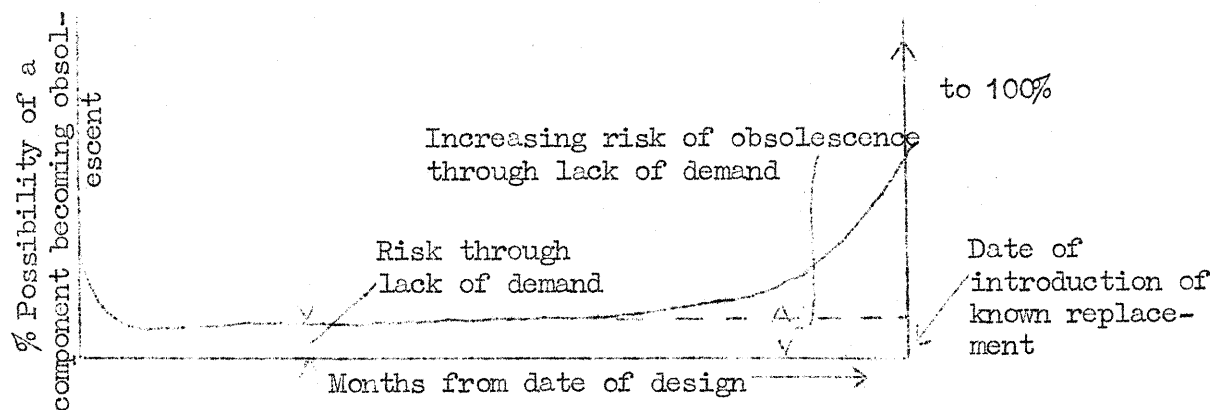 % Possibility of a
component becoming obsol-
escent
to 100%
Increasing risk of obsolescence
through lack of demand
Risk through
lack of demand
Date of
introduction of
known replace-
ment
Months from date of design